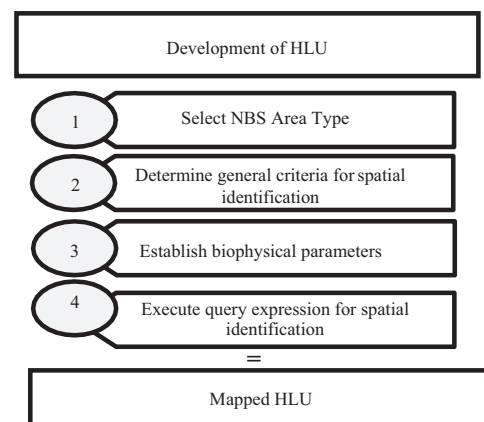 Development of HLU
1
Select NBS Area Type
2
Determine general criteria for spatial
identification
3
Establish biophysical parameters
4
Execute query expression for spatial
identification
=
Mapped HLU